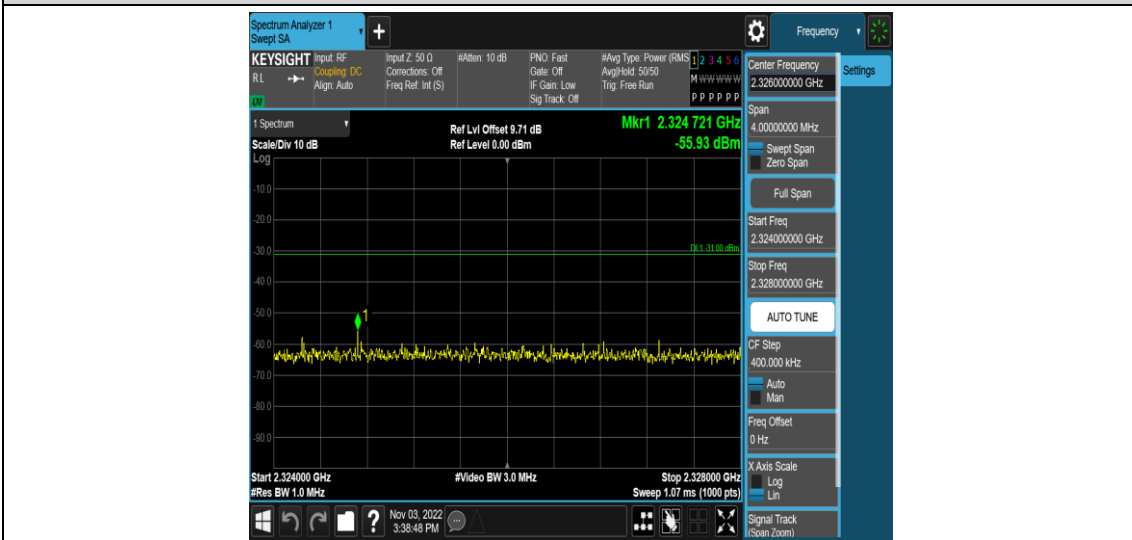 Spectrum Analyzer 1
Swept SA
+
Frequency
KEYSIGHT
RL
LXI
Input: RF
Coupling: DC
Align: Auto
Input Z: 50 Ω
Corrections: Off
Freq Ref: Int (S)
#Atten: 10 dB
PNO: Fast
Gate: Off
IF Gain: Low
Sig Track: Off
#Avg Type: Power (RMS
Avg|Hold: 50/50
Trig: Free Run
1 2 3 4 5 6
M W W W W W
P P P P P P
Center Frequency
2.326000000 GHz
Settings
1 Spectrum
Scale/Div 10 dB
Ref Lvl Offset 9.71 dB
Ref Level 0.00 dBm
Mkr1 2.324 721 GHz
-55.93 dBm
Span
4.00000000 MHz
Swept Span
Zero Span
Full Span
Start Freq
2.324000000 GHz
Stop Freq
2.328000000 GHz
AUTO TUNE
CF Step
400.000 kHz
Auto
Man
Freq Offset
0 Hz
X Axis Scale
Log
Lin
Signal Track
(Span Zoom)
Log
-10.0
-20.0
-30.0
DL1 -31.00 dBm
-40.0
-50.0
1
-60.0
-70.0
-80.0
-90.0
Start 2.324000 GHz
#Video BW 3.0 MHz
Stop 2.328000 GHz
#Res BW 1.0 MHz
Sweep 1.07 ms (1000 pts)
?
Nov 03, 2022
3:38:48 PM